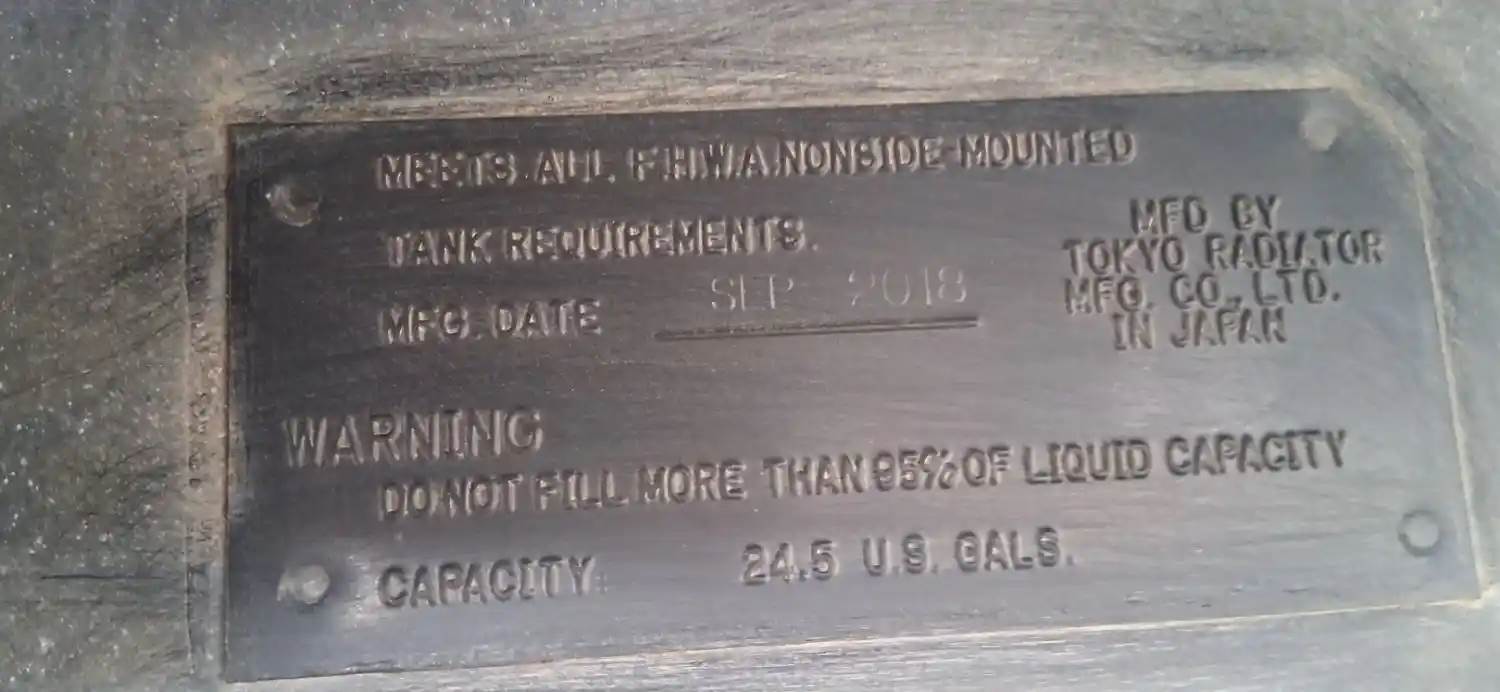 MEETS ALL F.H.W.A. NONSIDE-MOUNTED
TANK REQUIREMENTS.
MFG. DATE SEP 2018
MFD BY
TOKYO RADIATOR
MFG. CO., LTD.
IN JAPAN
WARNING
DO NOT FILL MORE THAN 95% OF LIQUID CAPACITY
CAPACITY: 24.5 U.S. GALS.